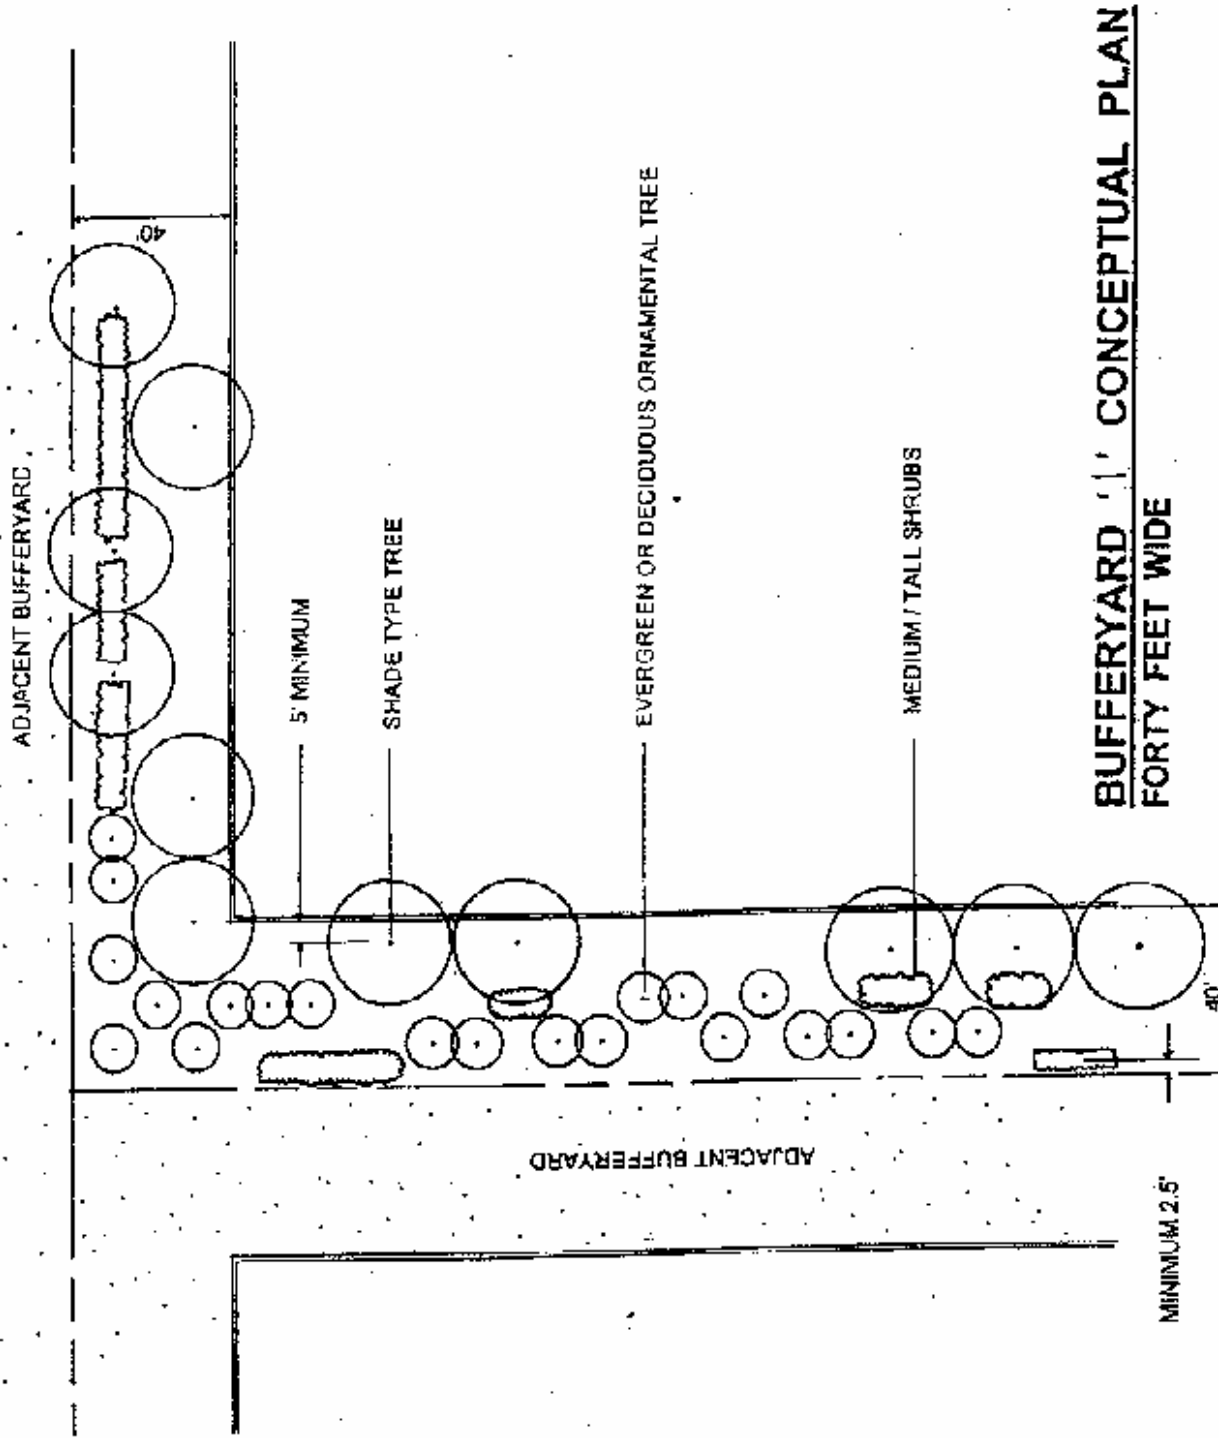 ADJACENT BUFFERYARD
40'
5' MINIMUM
SHADE TYPE TREE
EVERGREEN OR DECIDUOUS ORNAMENTAL TREE
MEDIUM / TALL SHRUBS
40'
ADJACENT BUFFERYARD
MINIMUM 2.5'
BUFFERYARD CONCEPTUAL PLAN
FORTY FEET WIDE